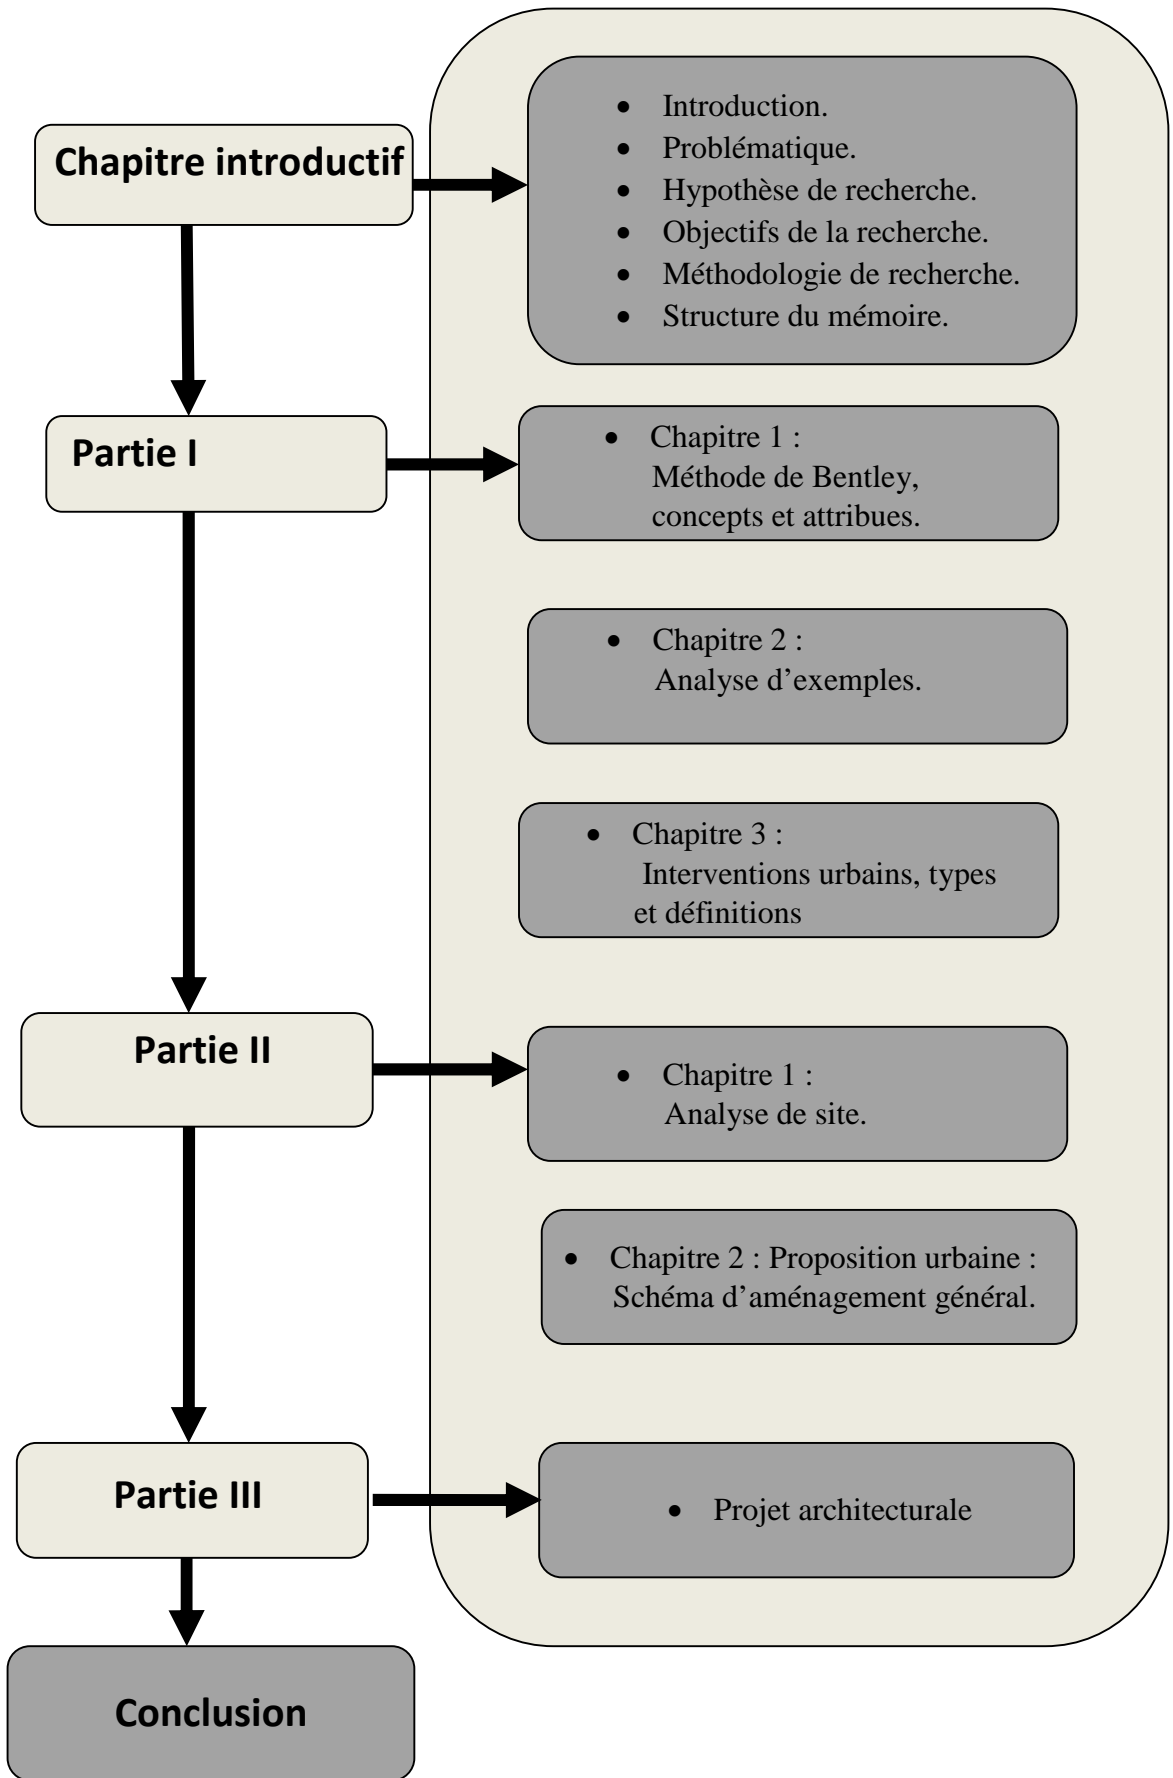 Chapitre introductif
• Introduction.
• Problématique.
• Hypothèse de recherche.
• Objectifs de la recherche.
• Méthodologie de recherche.
• Structure du mémoire.
Partie I
• Chapitre 1 :
Méthode de Bentley,
concepts et attribues.
• Chapitre 2 :
Analyse d’exemples.
• Chapitre 3 :
Interventions urbains, types
et définitions
Partie II
• Chapitre 1 :
Analyse de site.
• Chapitre 2 : Proposition urbaine :
Schéma d’aménagement général.
Partie III
• Projet architecturale
Conclusion